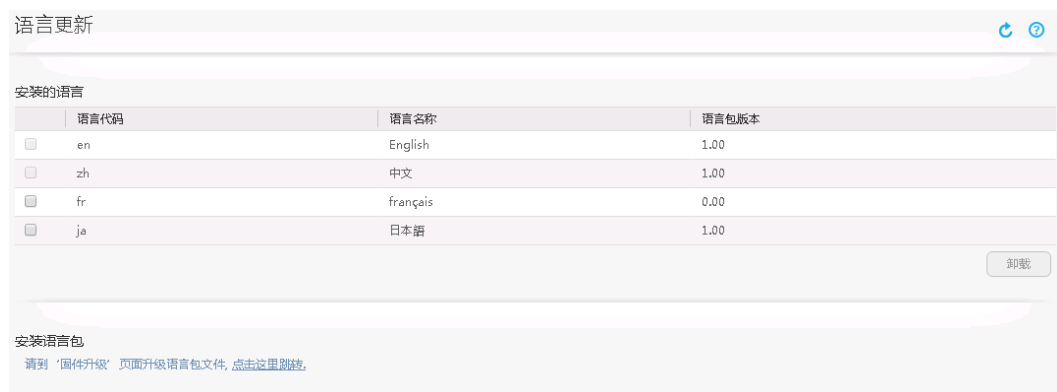 语言更新
安装的语言
语言代码 语言名称 语言包版本
en English 1.00
zh 中文 1.00
fr français 0.00
ja 日本語 1.00
卸载
安装语言包
请到 '固件升级' 页面升级语言包文件, 点击这里跳转.